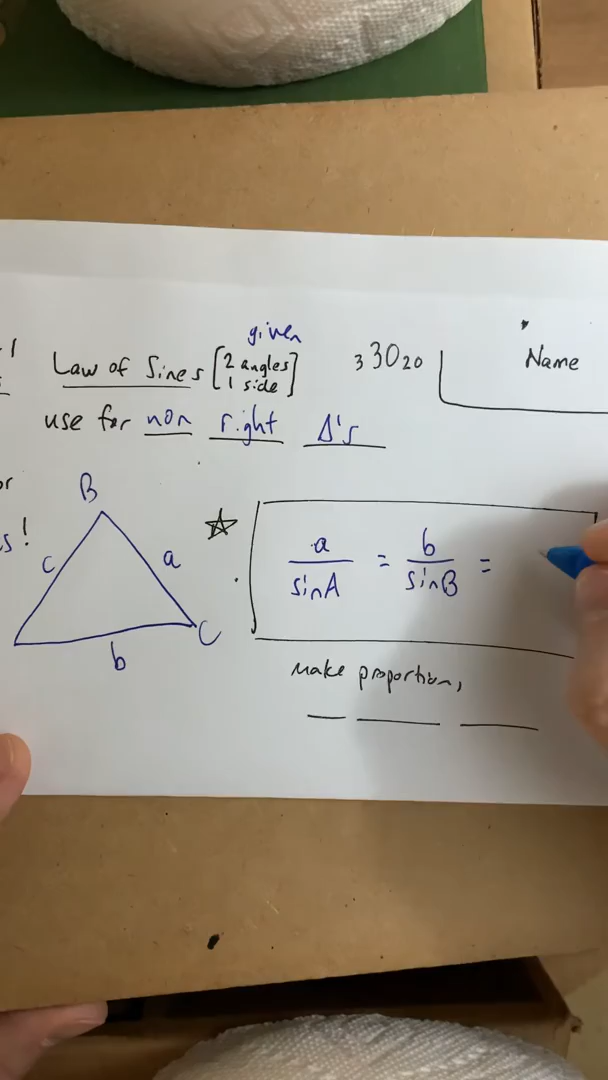 given
Law of Sines [2 angles
1 side]
3 30 20
Name
use for non right Δ's
B
c
a
C
b
☆
a/sinA = b/sinB =
Make proportion,